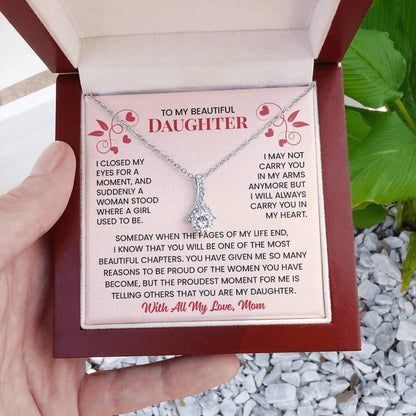 TO MY BEAUTIFUL
DAUGHTER
I CLOSED MY
EYES FOR A
MOMENT, AND
SUDDENLY A
WOMAN STOOD
WHERE A GIRL
USED TO BE.
I MAY NOT
CARRY YOU
IN MY ARMS
ANYMORE BUT
I WILL ALWAYS
CARRY YOU IN
MY HEART.
SOMEDAY WHEN THE PAGES OF MY LIFE END,
I KNOW THAT YOU WILL BE ONE OF THE MOST
BEAUTIFUL CHAPTERS. YOU HAVE GIVEN ME SO MANY
REASONS TO BE PROUD OF THE WOMEN YOU HAVE
BECOME, BUT THE PROUDEST MOMENT FOR ME IS
TELLING OTHERS THAT YOU ARE MY DAUGHTER.
With All My Love, Mom